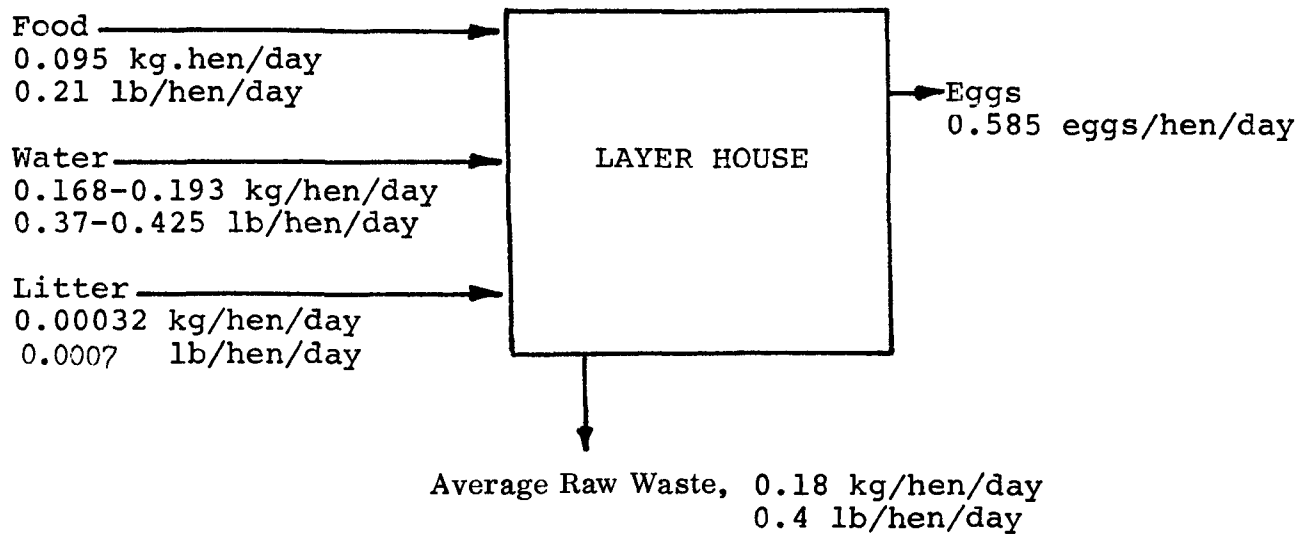 Food
0.095 kg.hen/day
0.21 lb/hen/day
Water
0.168-0.193 kg/hen/day
0.37-0.425 lb/hen/day
Litter
0.00032 kg/hen/day
0.0007 lb/hen/day
LAYER HOUSE
Eggs
0.585 eggs/hen/day
Average Raw Waste, 0.18 kg/hen/day
0.4 lb/hen/day